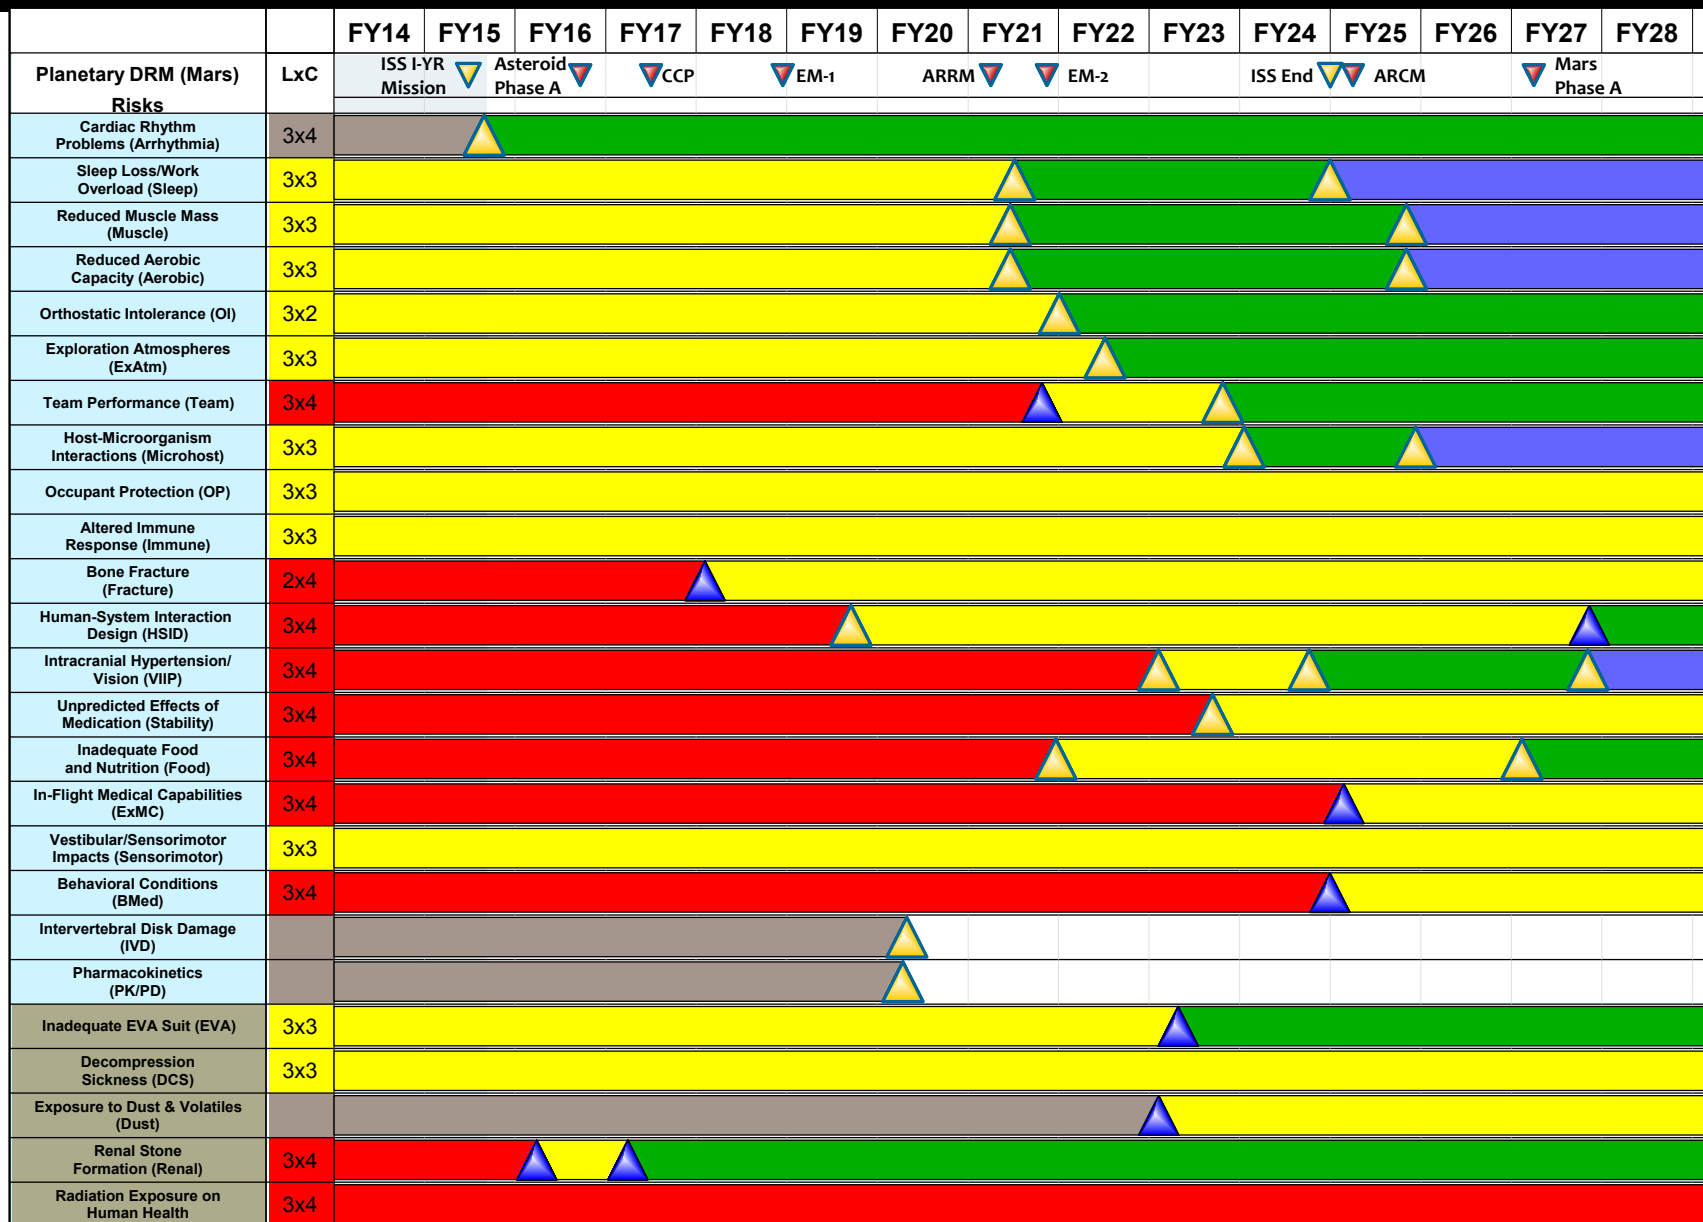 FY14 FY15 FY16 FY17 FY18 FY19 FY20 FY21 FY22 FY23 FY24 FY25 FY26 FY27 FY28
Planetary DRM (Mars)
Risks
LxC
ISS I-YR
Mission
Asteroid
Phase A
CCP
EM-1
ARRM
EM-2
ISS End
ARCM
Mars
Phase A
Cardiac Rhythm
Problems (Arrhythmia)
3x4
Sleep Loss/Work
Overload (Sleep)
3x3
Reduced Muscle Mass
(Muscle)
3x3
Reduced Aerobic
Capacity (Aerobic)
3x3
Orthostatic Intolerance (OI)
3x2
Exploration Atmospheres
(ExAtm)
3x3
Team Performance (Team)
3x4
Host-Microorganism
Interactions (Microhost)
3x3
Occupant Protection (OP)
3x3
Altered Immune
Response (Immune)
3x3
Bone Fracture
(Fracture)
2x4
Human-System Interaction
Design (HSID)
3x4
Intracranial Hypertension/
Vision (VIIP)
3x4
Unpredicted Effects of
Medication (Stability)
3x4
Inadequate Food
and Nutrition (Food)
3x4
In-Flight Medical Capabilities
(ExMC)
3x4
Vestibular/Sensorimotor
Impacts (Sensorimotor)
3x3
Behavioral Conditions
(BMed)
3x4
Intervertebral Disk Damage
(IVD)
Pharmacokinetics
(PK/PD)
Inadequate EVA Suit (EVA)
3x3
Decompression
Sickness (DCS)
3x3
Exposure to Dust & Volatiles
(Dust)
Renal Stone
Formation (Renal)
3x4
Radiation Exposure on
Human Health
3x4